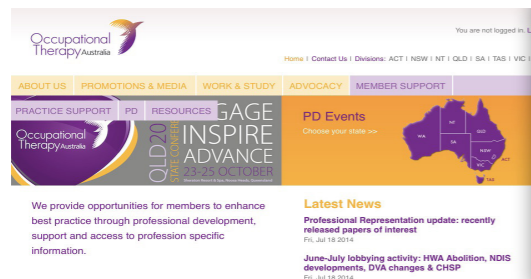 Occupational
Therapy Australia
You are not logged in.
Home | Contact Us | Divisions: ACT | NSW | NT | QLD | SA | TAS | VIC |
ABOUT US PROMOTIONS & MEDIA WORK & STUDY ADVOCACY MEMBER SUPPORT
PRACTICE SUPPORT PD RESOURCES
Occupational
Therapy Australia
QLD20
STATE CONFE
GAGE
INSPIRE
ADVANCE
23-25 OCTOBER
PD Events
Choose your state >>
WA
NT
QLD
SA
NSW
ACT
VIC
TAS
We provide opportunities for members to enhance
best practice through professional development,
support and access to profession specific
information.
Latest News
Professional Representation update: recently
released papers of interest
Fri, Jul 18 2014
June-July lobbying activity: HWA Abolition, NDIS
developments, DVA changes & CHSP
Fri, Jul 18 2014